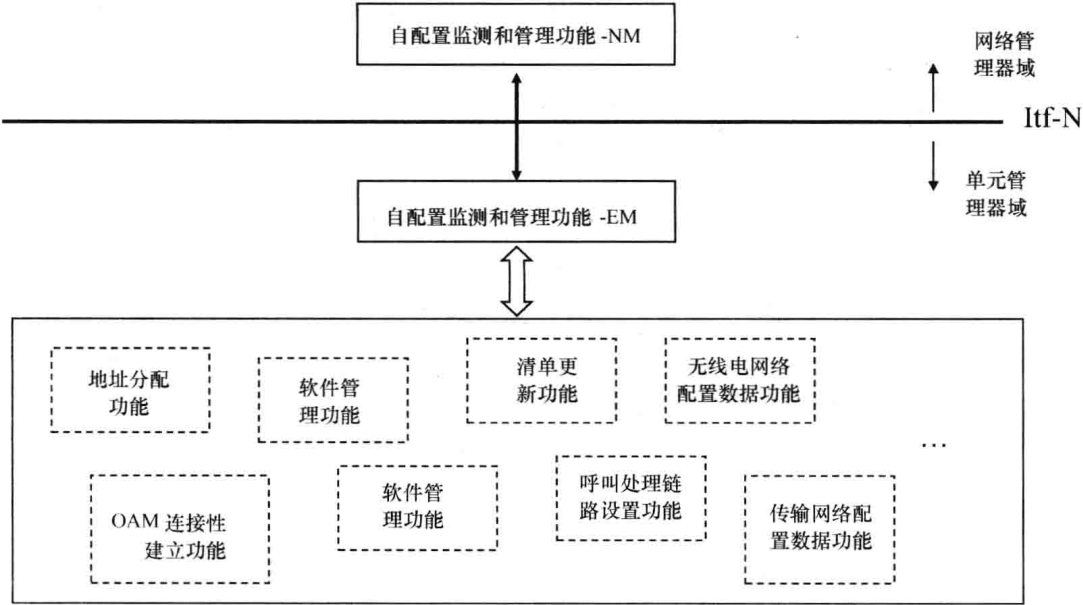 自配置监测和管理功能-NM
网络管
理器域
Itf-N
单元管
理器域
自配置监测和管理功能-EM
地址分配
功能
软件管
理功能
清单更
新功能
无线电网络
配置数据功能
…
OAM 连接性
建立功能
软件管
理功能
呼叫处理链
路设置功能
传输网络配
置数据功能